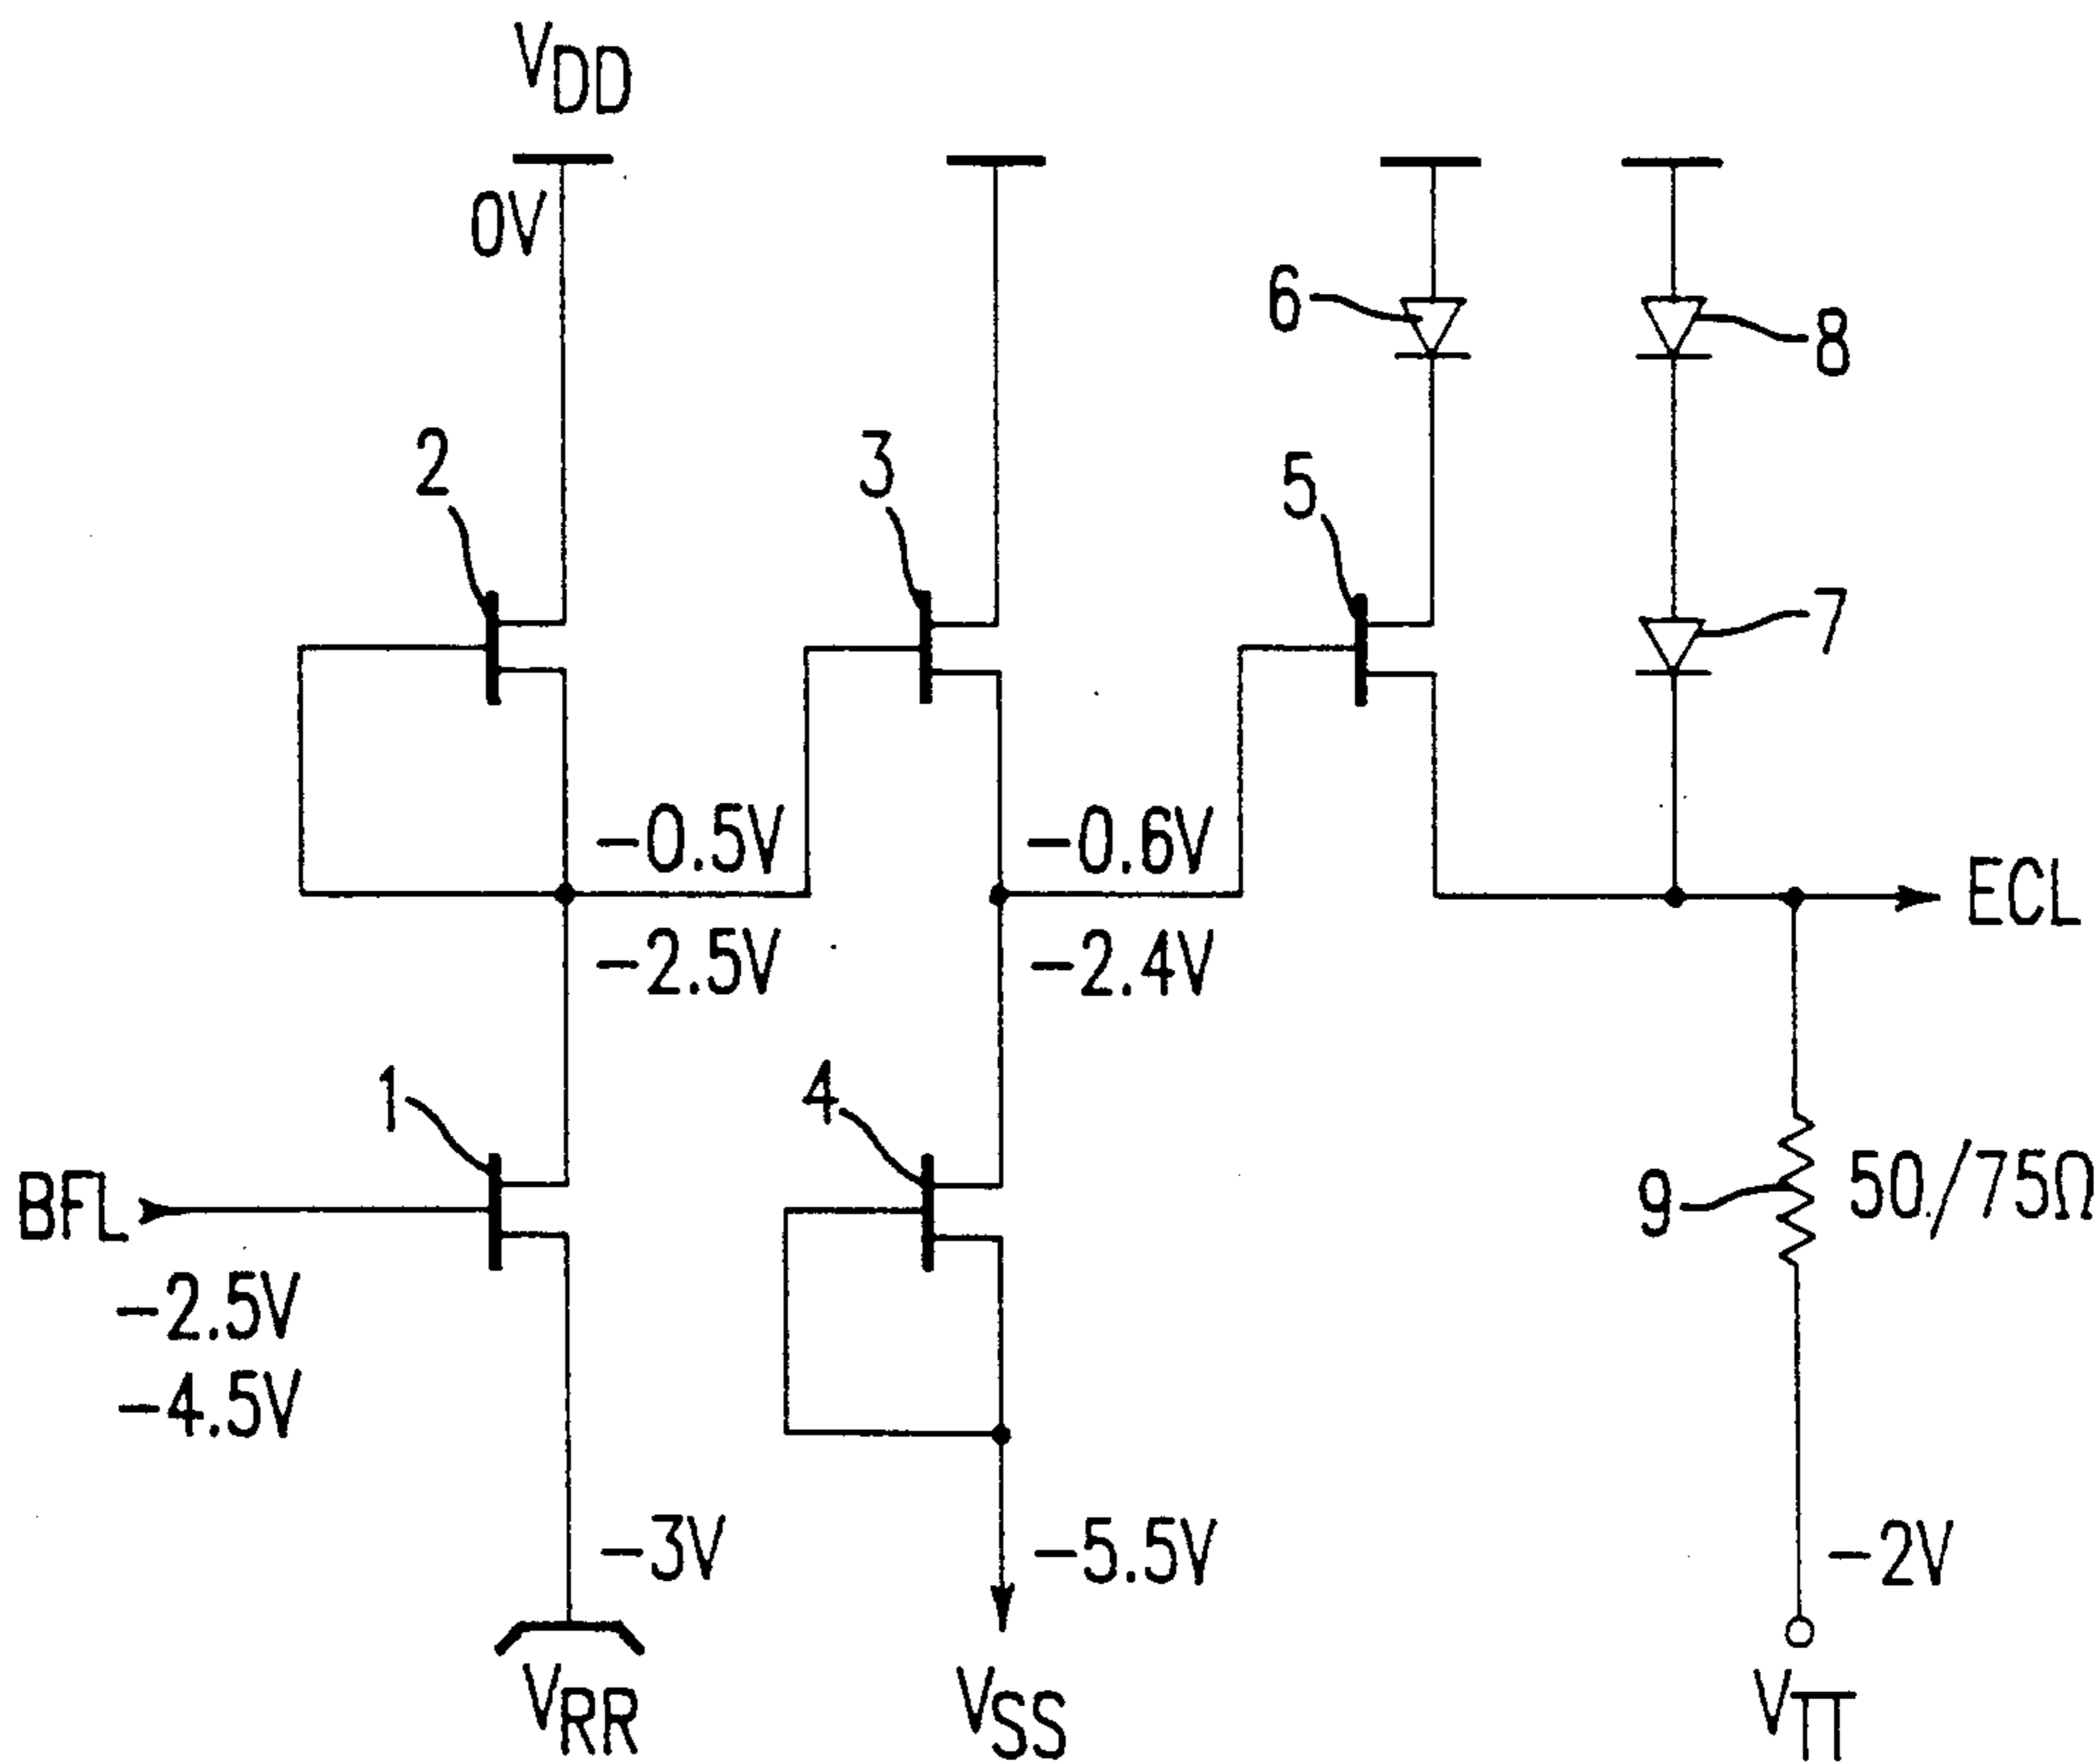 VDD
0V
6
8
2
3
5
7
-0.5V
-0.6V
ECL
-2.5V
-2.4V
1
4
BFL
9
50/75Ω
-2.5V
-4.5V
-3V
-5.5V
-2V
VRR
VSS
VTT